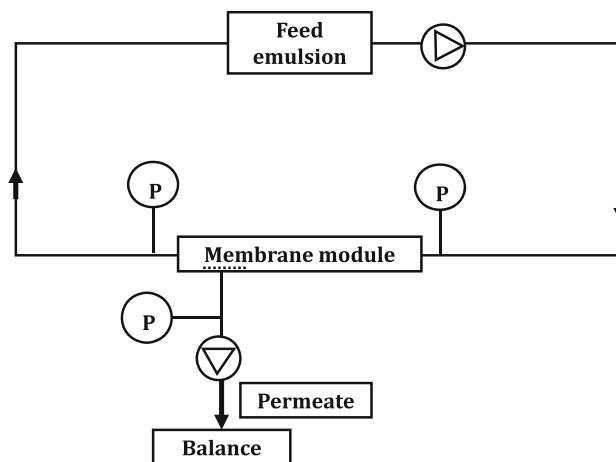 Feed
emulsion
P
P
Membrane module
P
Permeate
Balance